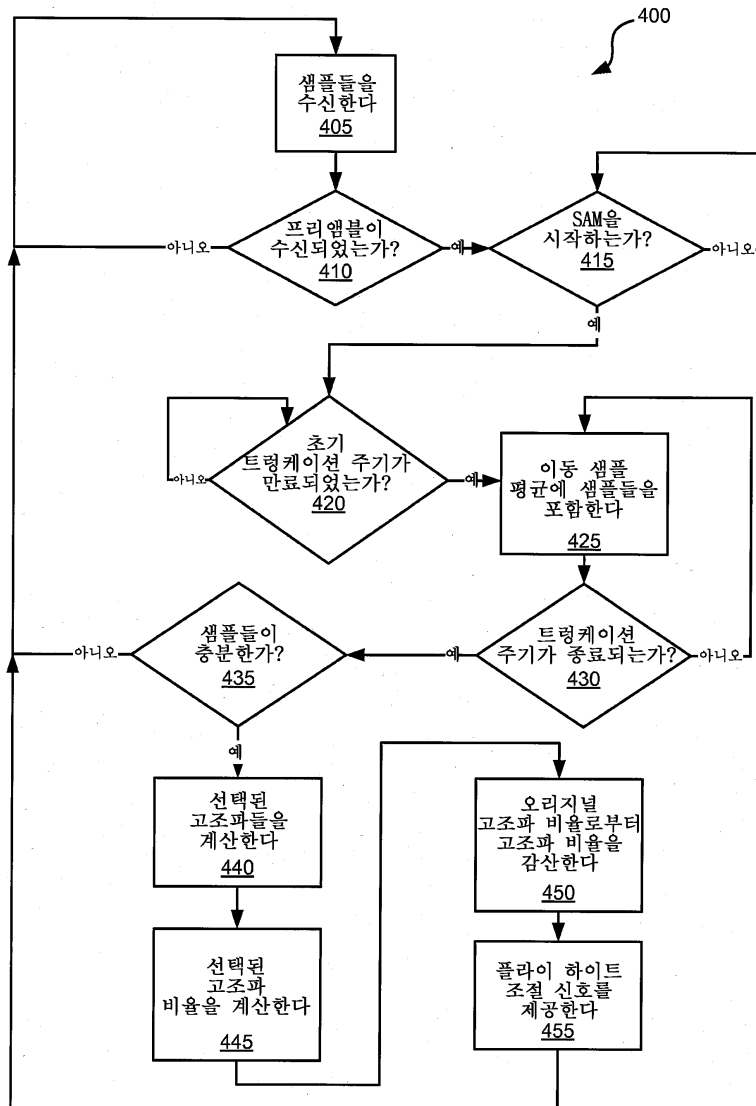 400
샘플들을
수신한다
405
프리앰블이
수신되었는가?
410
아니오
예
SAM을
시작하는가?
415
아니오
예
초기
트렁케이션 주기가
만료되었는가?
420
아니오
예
이동 샘플
평균에 샘플들을
포함한다
425
샘플들이
충분한가?
435
아니오
예
트렁케이션
주기가 종료되는가?
430
아니오
예
선택된
고조파들을
계산한다
440
오리지널
고조파 비율로부터
고조파 비율을
감산한다
450
선택된
고조파
비율을 계산한다
445
플라이 하이트
조절 신호를
제공한다
455